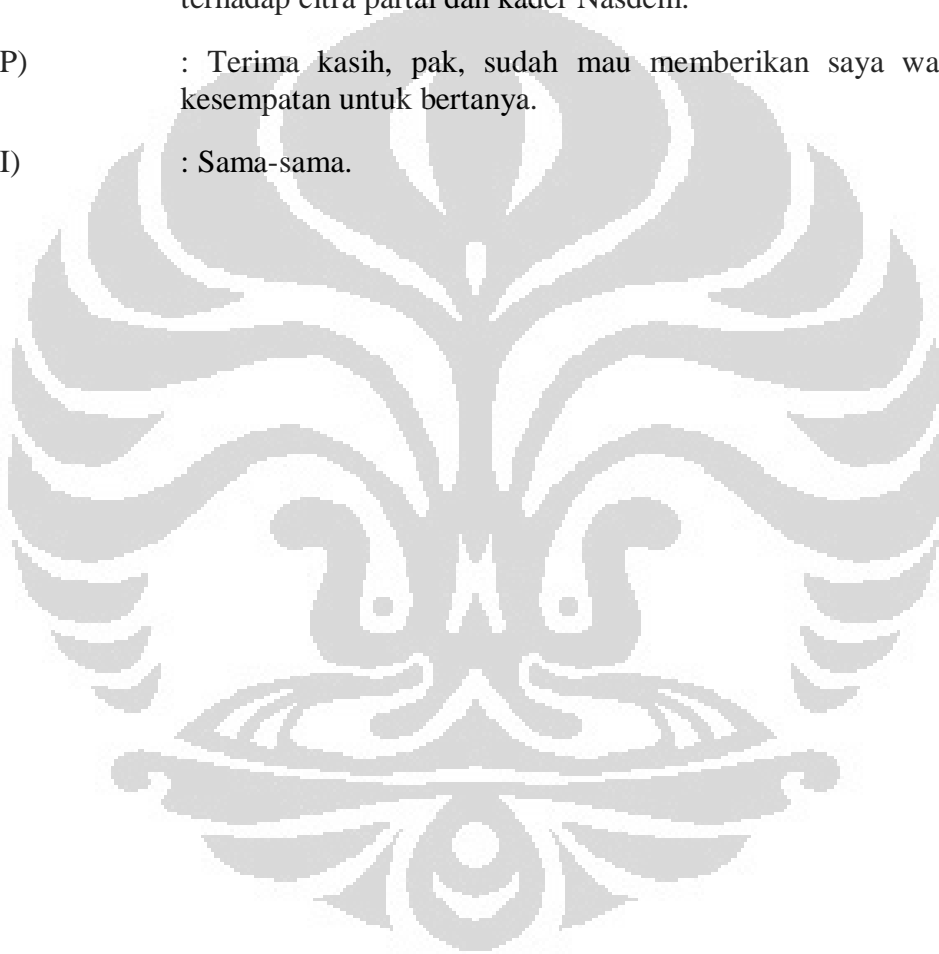 terhadap citra partai dan kader Nasdem.
P) : Terima kasih, pak, sudah mau memberikan saya wa
kesempatan untuk bertanya.
I) : Sama-sama.